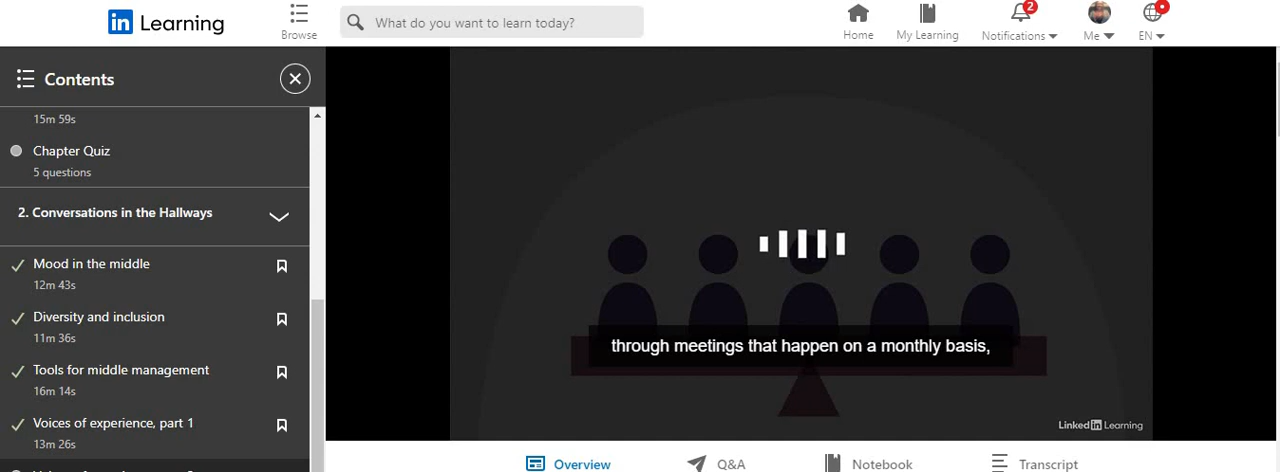 in Learning
Browse
What do you want to learn today?
Home
My Learning
2
Notifications
Me
EN
Contents
15m 59s
Chapter Quiz
5 questions
2. Conversations in the Hallways
Mood in the middle
12m 43s
Diversity and inclusion
11m 36s
Tools for middle management
16m 14s
Voices of experience, part 1
13m 26s
through meetings that happen on a monthly basis,
Linked in Learning
Overview
Q&A
Notebook
Transcript